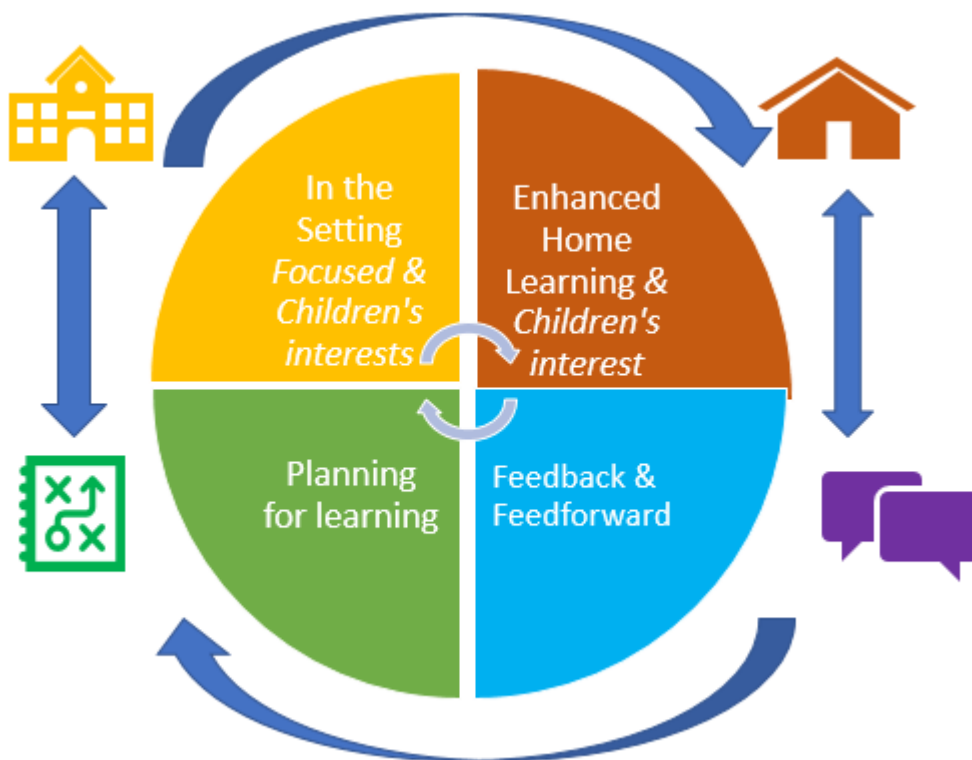 In the
Setting
Focused &
Children's
interests
Enhanced
Home
Learning &
Children's
interest
Planning
for learning
Feedback &
Feedforward